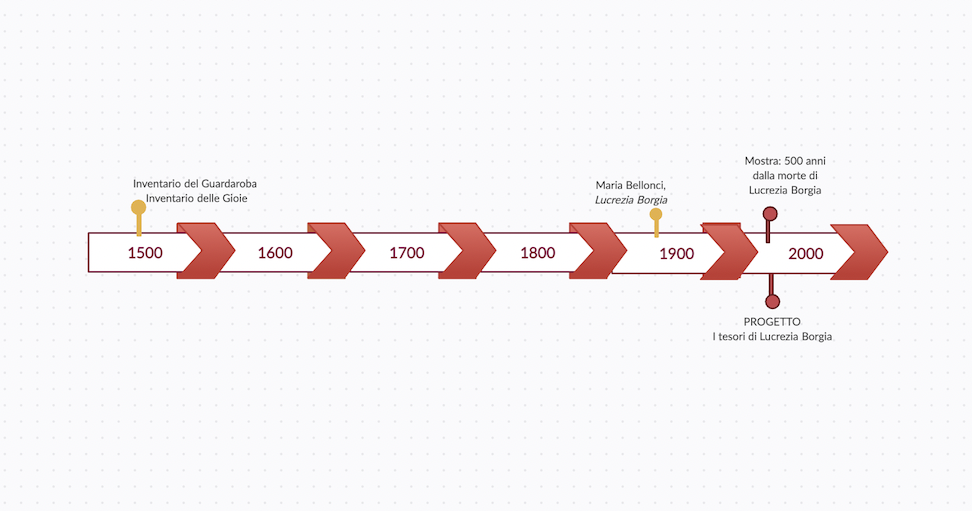 Mostra: 500 anni
dalla morte di
Lucrezia Borgia
Inventario del Guardaroba
Inventario delle Gioie
Maria Bellonci,
Lucrezia Borgia
1500
1600
1700
1800
1900
2000
PROGETTO
I tesori di Lucrezia Borgia